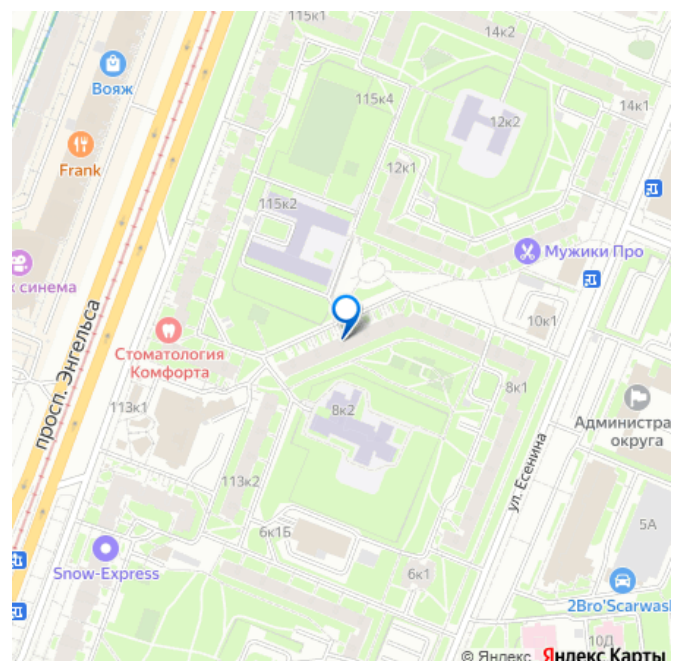 115к1
14к2
Вояж
115к4
14к1
12к2
Frank
12к1
115к2
Мужики Про
к синема
10к1
Стоматология
Комфорта
просп. Энгельса
8к1
113к1
8к2
Администра
округа
ул. Есенина
113к2
5А
6к1Б
Snow-Express
6к1
2Bro'Scarwas
10Д
© Яндекс Яндекс Карты